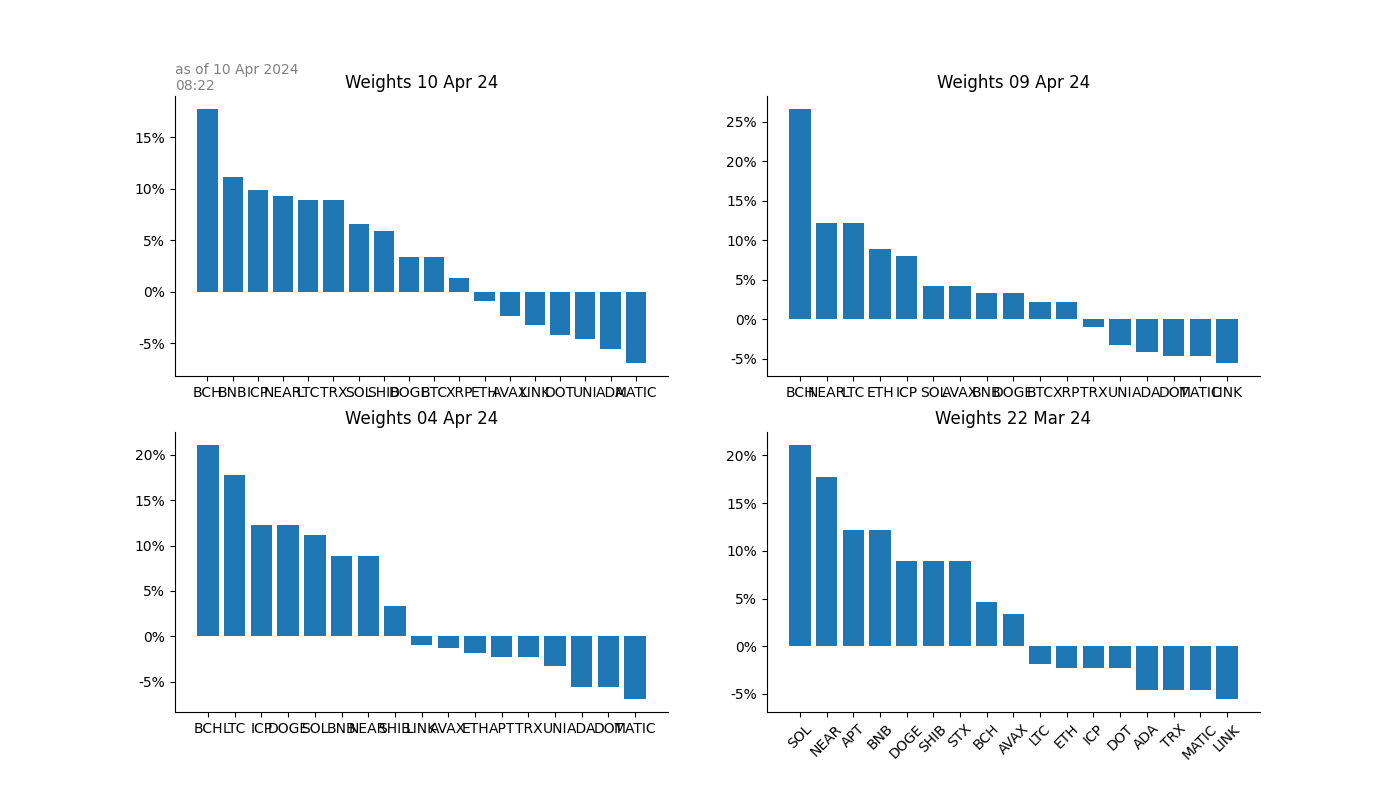 as of 10 Apr 2024
08:22
Weights 10 Apr 24
15%
10%
5%
0%
-5%
BCH BNB ICP NEAR LTC TRX SOL SHIB DOGE BTC XRP ETH AVAX LINK DOT UNI ADA MATIC
Weights 09 Apr 24
25%
20%
15%
10%
5%
0%
-5%
BCH NEAR LTC ETH ICP SOL AVAX BNB DOGE BTC XRP TRX UNI ADA DOT MATIC LINK
Weights 04 Apr 24
20%
15%
10%
5%
0%
-5%
BCH LTC ICP DOGE SOL BNB NEAR SHIB LINK AVAX ETH APT TRX UNI ADA DOT MATIC
Weights 22 Mar 24
20%
15%
10%
5%
0%
-5%
SOL NEAR APT BNB DOGE SHIB STX BCH AVAX LTC ETH ICP DOT ADA TRX MATIC LINK